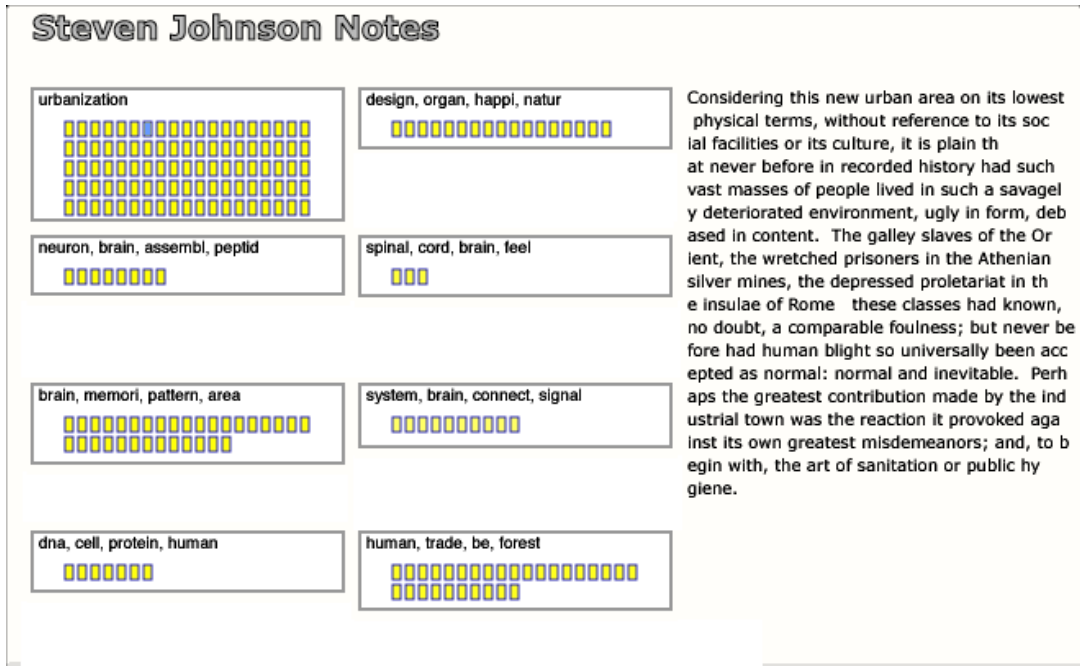 Steven Johnson Notes
urbanization
design, organ, happi, natur
neuron, brain, assembl, peptid
spinal, cord, brain, feel
brain, memori, pattern, area
system, brain, connect, signal
dna, cell, protein, human
human, trade, be, forest
Considering this new urban area on its lowest
physical terms, without reference to its soc
ial facilities or its culture, it is plain th
at never before in recorded history had such
vast masses of people lived in such a savagel
y deteriorated environment, ugly in form, deb
ased in content.  The galley slaves of the Or
ient, the wretched prisoners in the Athenian
silver mines, the depressed proletariat in th
e insulae of Rome   these classes had known,
no doubt, a comparable foulness; but never be
fore had human blight so universally been acc
epted as normal: normal and inevitable.  Perh
aps the greatest contribution made by the ind
ustrial town was the reaction it provoked aga
inst its own greatest misdemeanors; and, to b
egin with, the art of sanitation or public hy
giene.